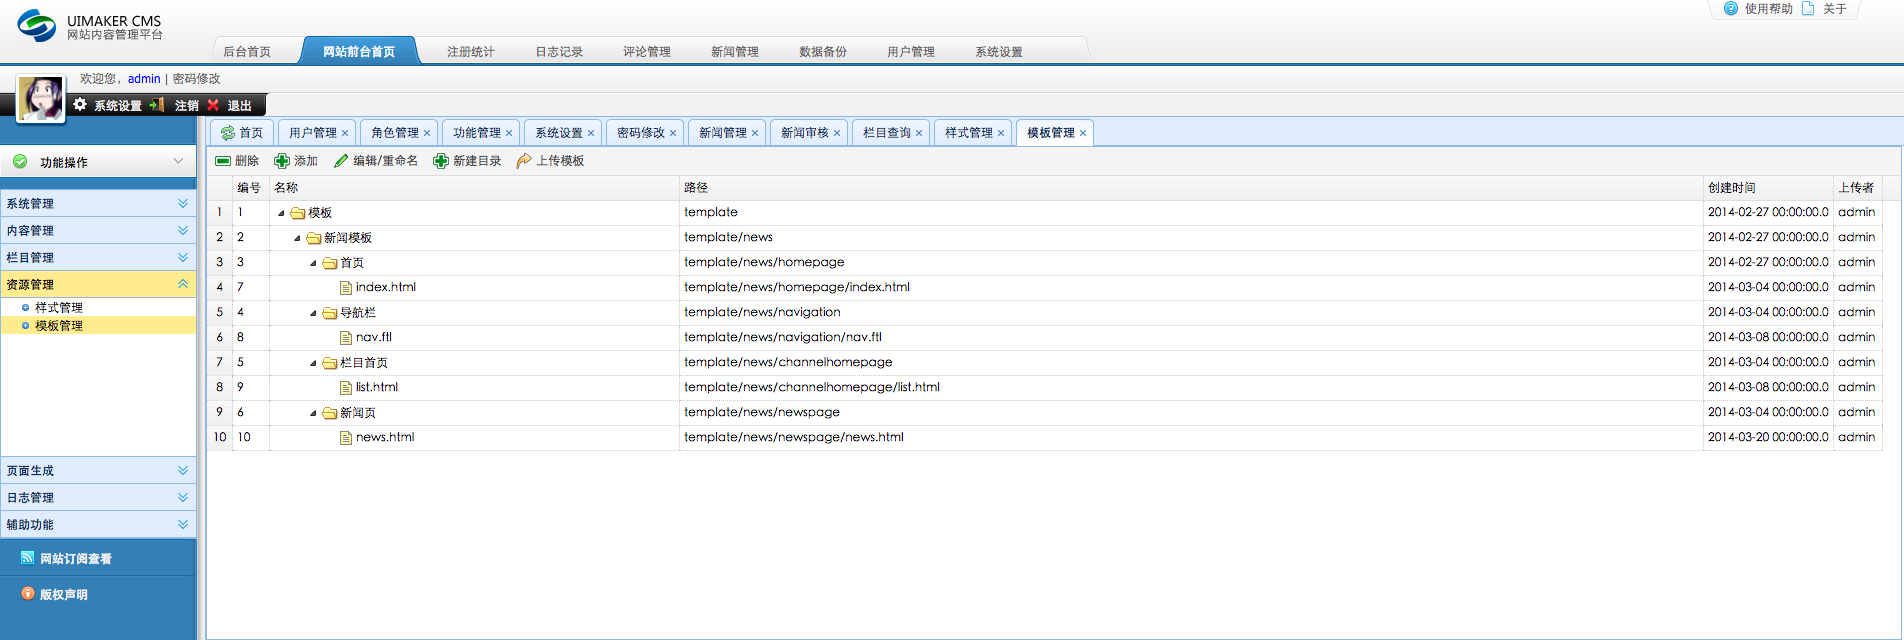 UIMAKER CMS
网站内容管理平台
使用帮助 关于
后台首页 网站前台首页 注册统计 日志记录 评论管理 新闻管理 数据备份 用户管理 系统设置
欢迎您，admin | 密码修改
系统设置 注销 退出
首页 用户管理 角色管理 功能管理 系统设置 密码修改 新闻管理 新闻审核 栏目查询 样式管理 模板管理
功能操作
系统管理
内容管理
栏目管理
资源管理
样式管理
模板管理
页面生成
日志管理
辅助功能
网站订阅查看
版权声明
删除 添加 编辑/重命名 新建目录 上传模板
编号 名称 路径 创建时间 上传者
1 1 模板 template 2014-02-27 00:00:00.0 admin
2 2 新闻模板 template/news 2014-02-27 00:00:00.0 admin
3 3 首页 template/news/homepage 2014-02-27 00:00:00.0 admin
4 7 index.html template/news/homepage/index.html 2014-03-04 00:00:00.0 admin
5 4 导航栏 template/news/navigation 2014-03-04 00:00:00.0 admin
6 8 nav.ftl template/news/navigation/nav.ftl 2014-03-08 00:00:00.0 admin
7 5 栏目首页 template/news/channelhomepage 2014-03-04 00:00:00.0 admin
8 9 list.html template/news/channelhomepage/list.html 2014-03-08 00:00:00.0 admin
9 6 新闻页 template/news/newspage 2014-03-04 00:00:00.0 admin
10 10 news.html template/news/newspage/news.html 2014-03-20 00:00:00.0 admin